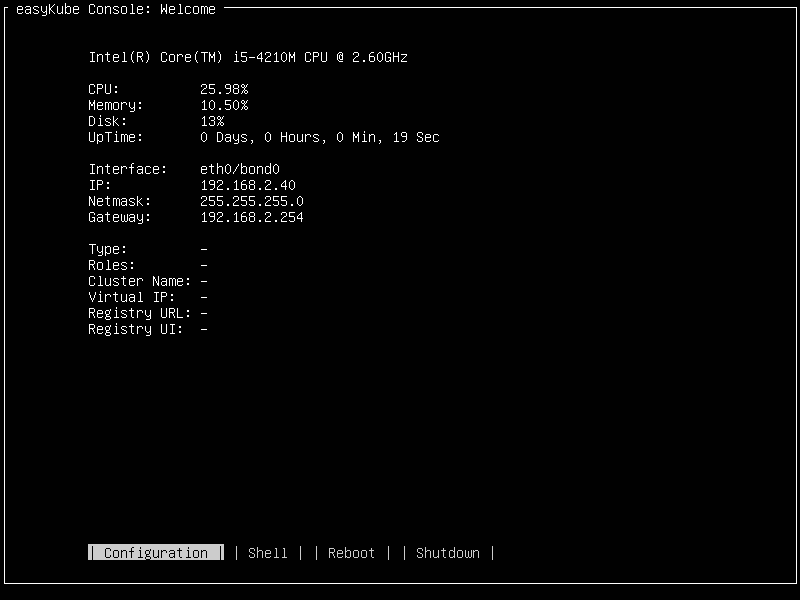 easyKube Console: Welcome
Intel(R) Core(TM) i5-4210M CPU @ 2.60GHz
CPU: 25.98%
Memory: 10.50%
Disk: 13%
UpTime: 0 Days, 0 Hours, 0 Min, 19 Sec
Interface: eth0/bond0
IP: 192.168.2.40
Netmask: 255.255.255.0
Gateway: 192.168.2.254
Type: -
Roles: -
Cluster Name: -
Virtual IP: -
Registry URL: -
Registry UI: -
| Configuration | | Shell | | Reboot | | Shutdown |